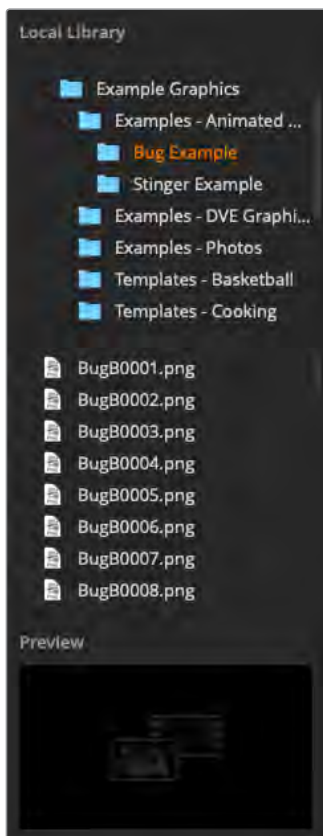 Local Library
Example Graphics
Examples - Animated ...
Bug Example
Stinger Example
Examples - DVE Graphi...
Examples - Photos
Templates - Basketball
Templates - Cooking
BugB0001.png
BugB0002.png
BugB0003.png
BugB0004.png
BugB0005.png
BugB0006.png
BugB0007.png
BugB0008.png
Preview